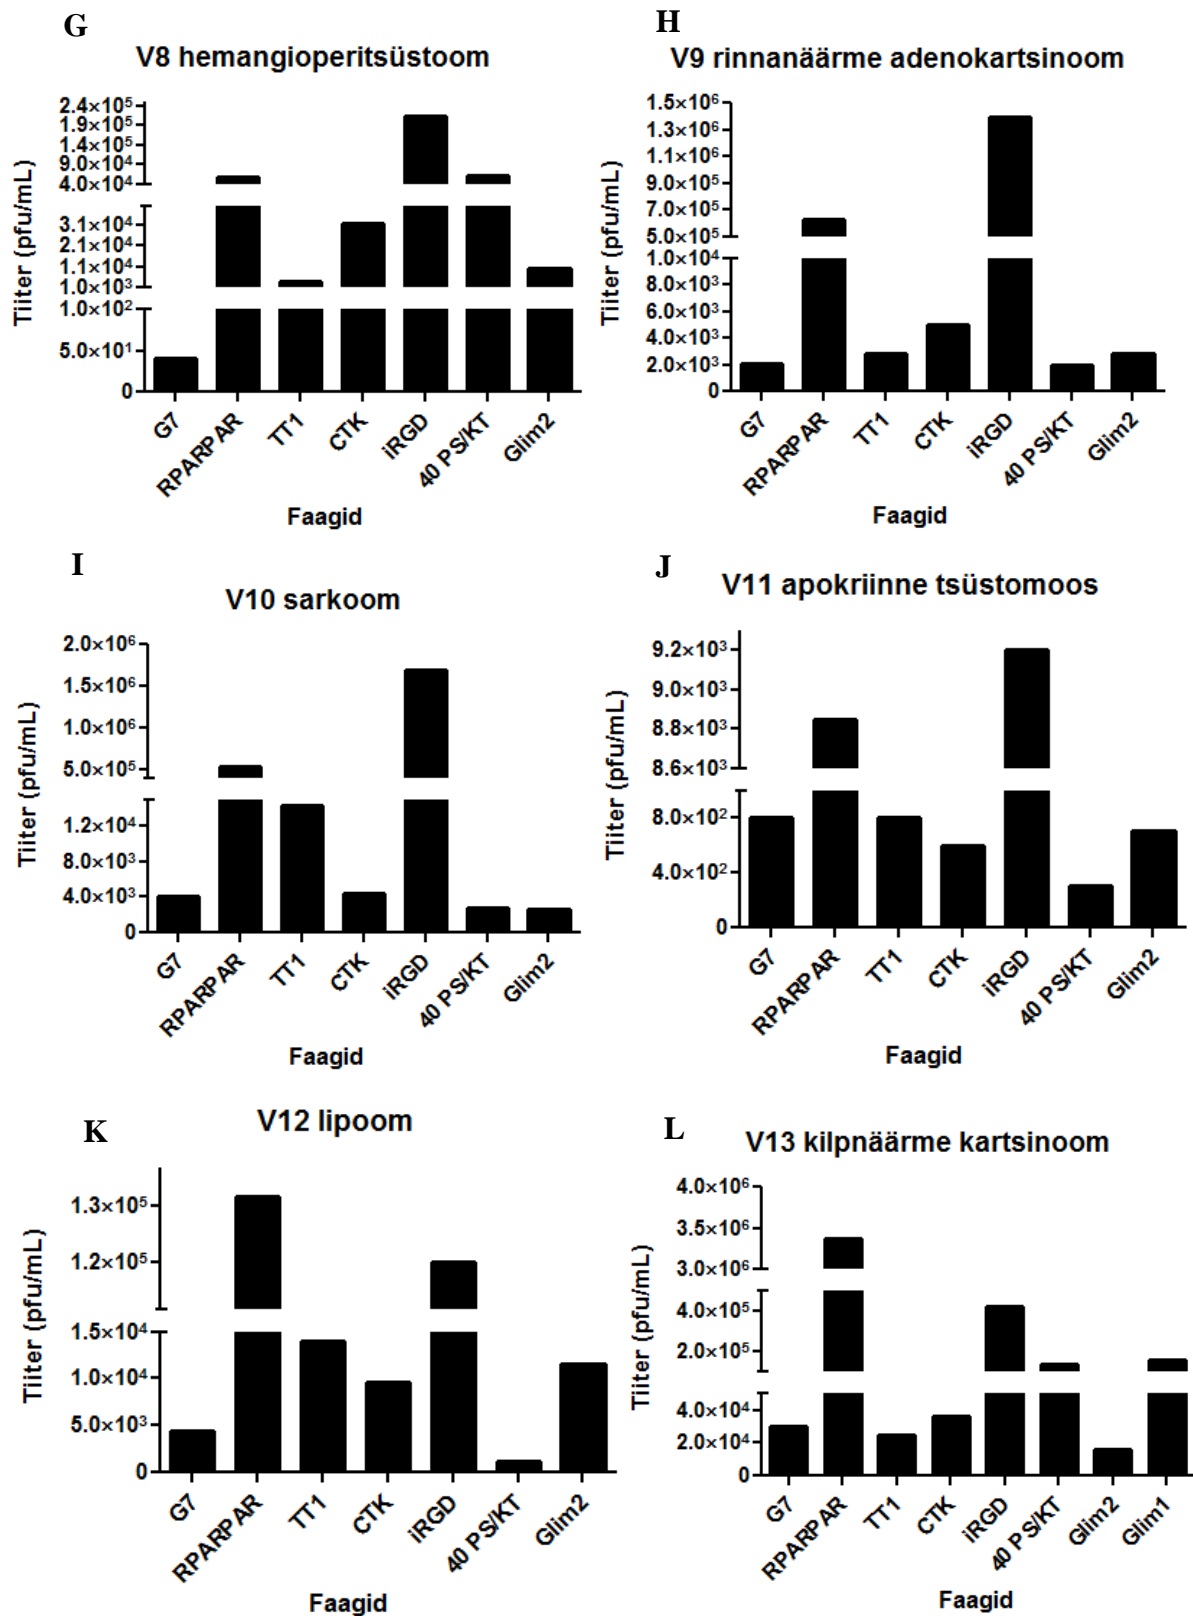 G
V8 hemangioperitsüstoom
Tiiter (pfu/mL)
2.4×10⁵
1.9×10⁵
1.4×10⁵
9.0×10⁴
4.0×10⁴
3.1×10⁴
2.1×10⁴
1.1×10⁴
1.0×10³
1.0×10²
5.0×10¹
0
G7 RPARPAR TT1 CTK iRGD 40 PS/KT Glim2
Faagid
H
V9 rinnanäärme adenokartsinoom
Tiiter (pfu/mL)
1.5×10⁶
1.3×10⁶
1.1×10⁶
9.0×10⁵
7.0×10⁵
5.0×10⁵
1.0×10⁴
8.0×10³
6.0×10³
4.0×10³
2.0×10³
0
G7 RPARPAR TT1 CTK iRGD 40 PS/KT Glim2
Faagid
I
V10 sarkoom
Tiiter (pfu/mL)
2.0×10⁶
1.5×10⁶
1.0×10⁶
5.0×10⁵
1.2×10⁴
8.0×10³
4.0×10³
0
G7 RPARPAR TT1 CTK iRGD 40 PS/KT Glim2
Faagid
J
V11 apokriinne tsüstomoos
Tiiter (pfu/mL)
9.2×10³
9.0×10³
8.8×10³
8.6×10³
8.0×10²
4.0×10²
0
G7 RPARPAR TT1 CTK iRGD 40 PS/KT Glim2
Faagid
K
V12 lipoom
Tiiter (pfu/mL)
1.3×10⁵
1.2×10⁵
1.5×10⁴
1.0×10⁴
5.0×10³
0
G7 RPARPAR TT1 CTK iRGD 40 PS/KT Glim2
Faagid
L
V13 kilpnäärme kartsinoom
Tiiter (pfu/mL)
4.0×10⁶
3.5×10⁶
3.0×10⁶
4.0×10⁵
2.0×10⁵
4.0×10⁴
2.0×10⁴
0
G7 RPARPAR TT1 CTK iRGD 40 PS/KT Glim2 Glim1
Faagid